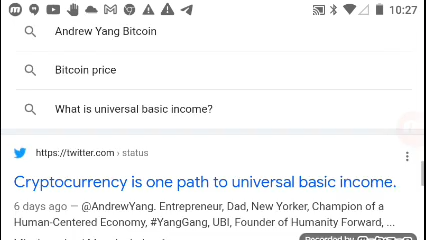 10:27
Andrew Yang Bitcoin
Bitcoin price
What is universal basic income?
https://twitter.com › status
Cryptocurrency is one path to universal basic income.
6 days ago — @AndrewYang. Entrepreneur, Dad, New Yorker, Champion of a
Human-Centered Economy, #YangGang, UBI, Founder of Humanity Forward, ...